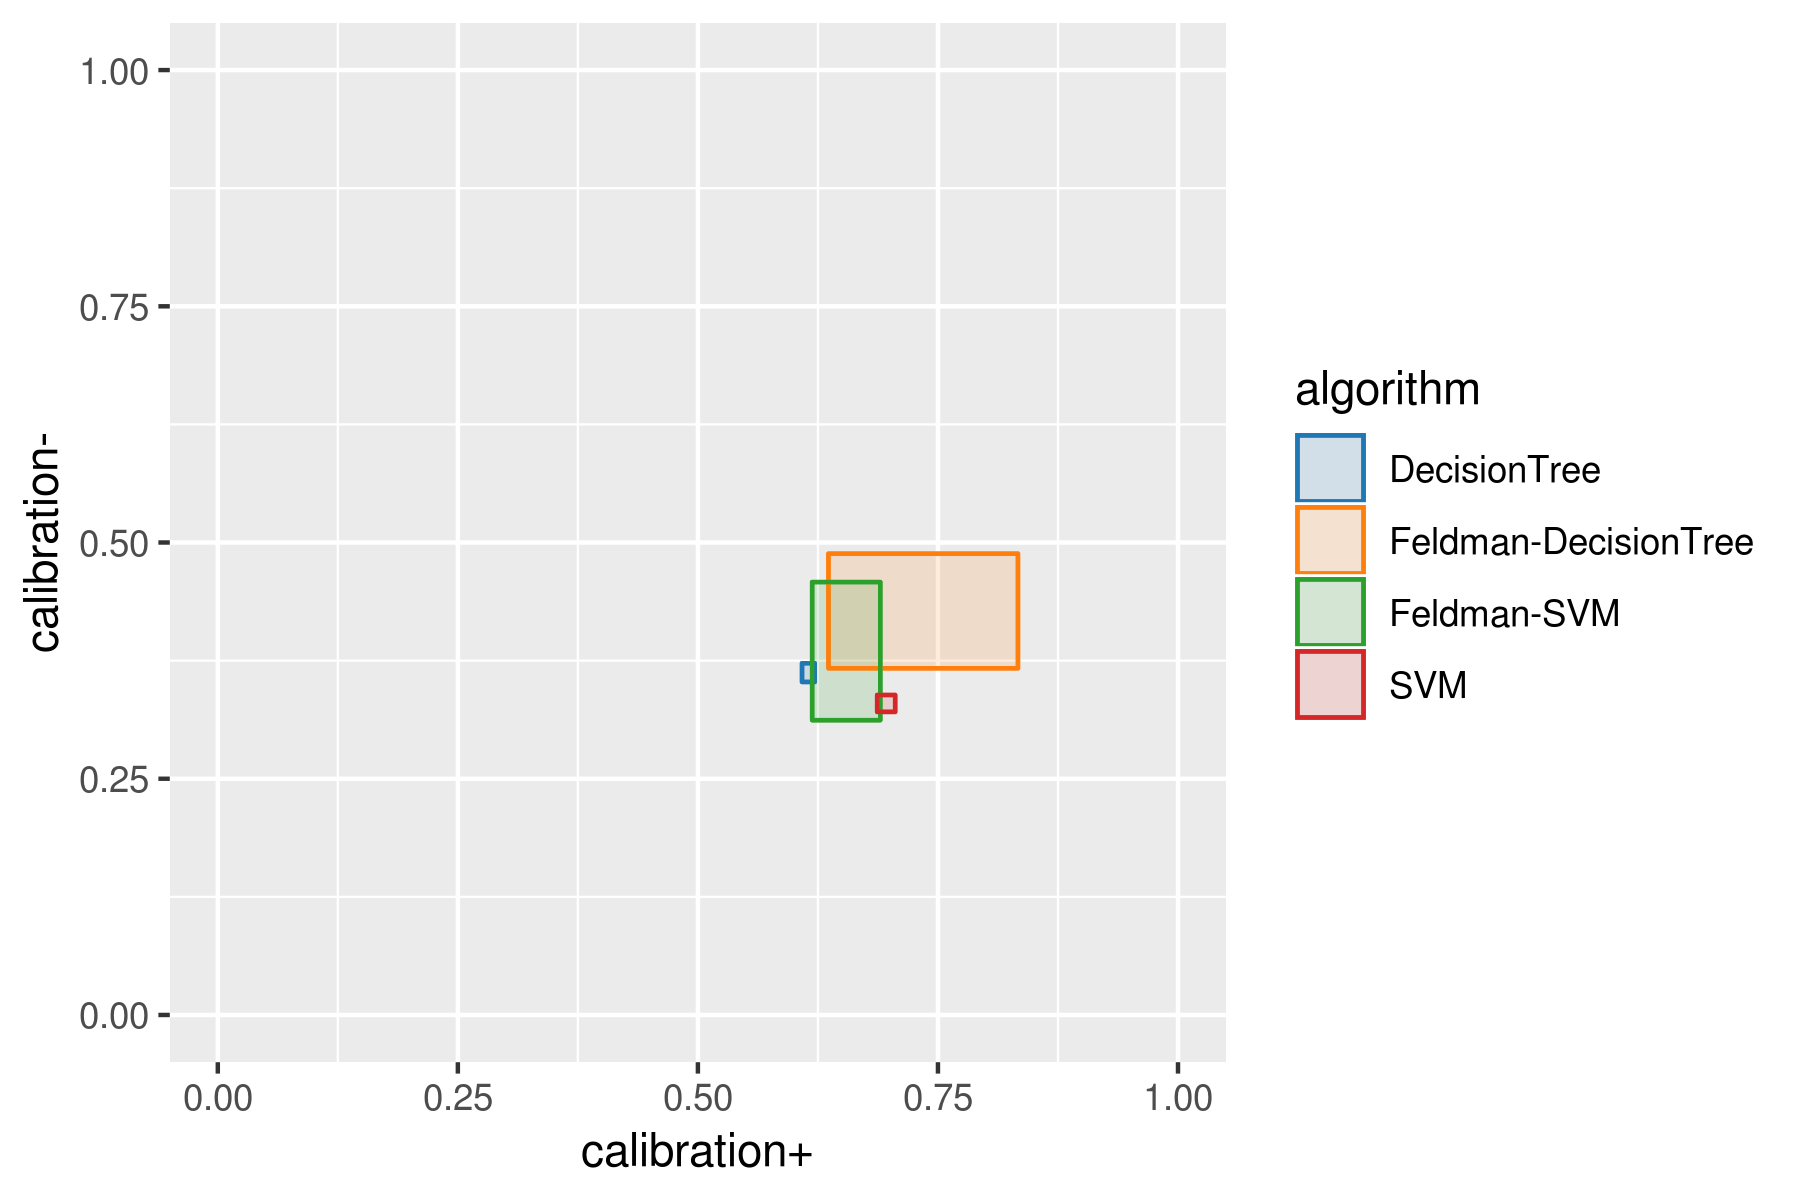 1.00
0.75
0.50
0.25
0.00
calibration-
0.00 0.25 0.50 0.75 1.00
calibration+
algorithm
DecisionTree
Feldman-DecisionTree
Feldman-SVM
SVM